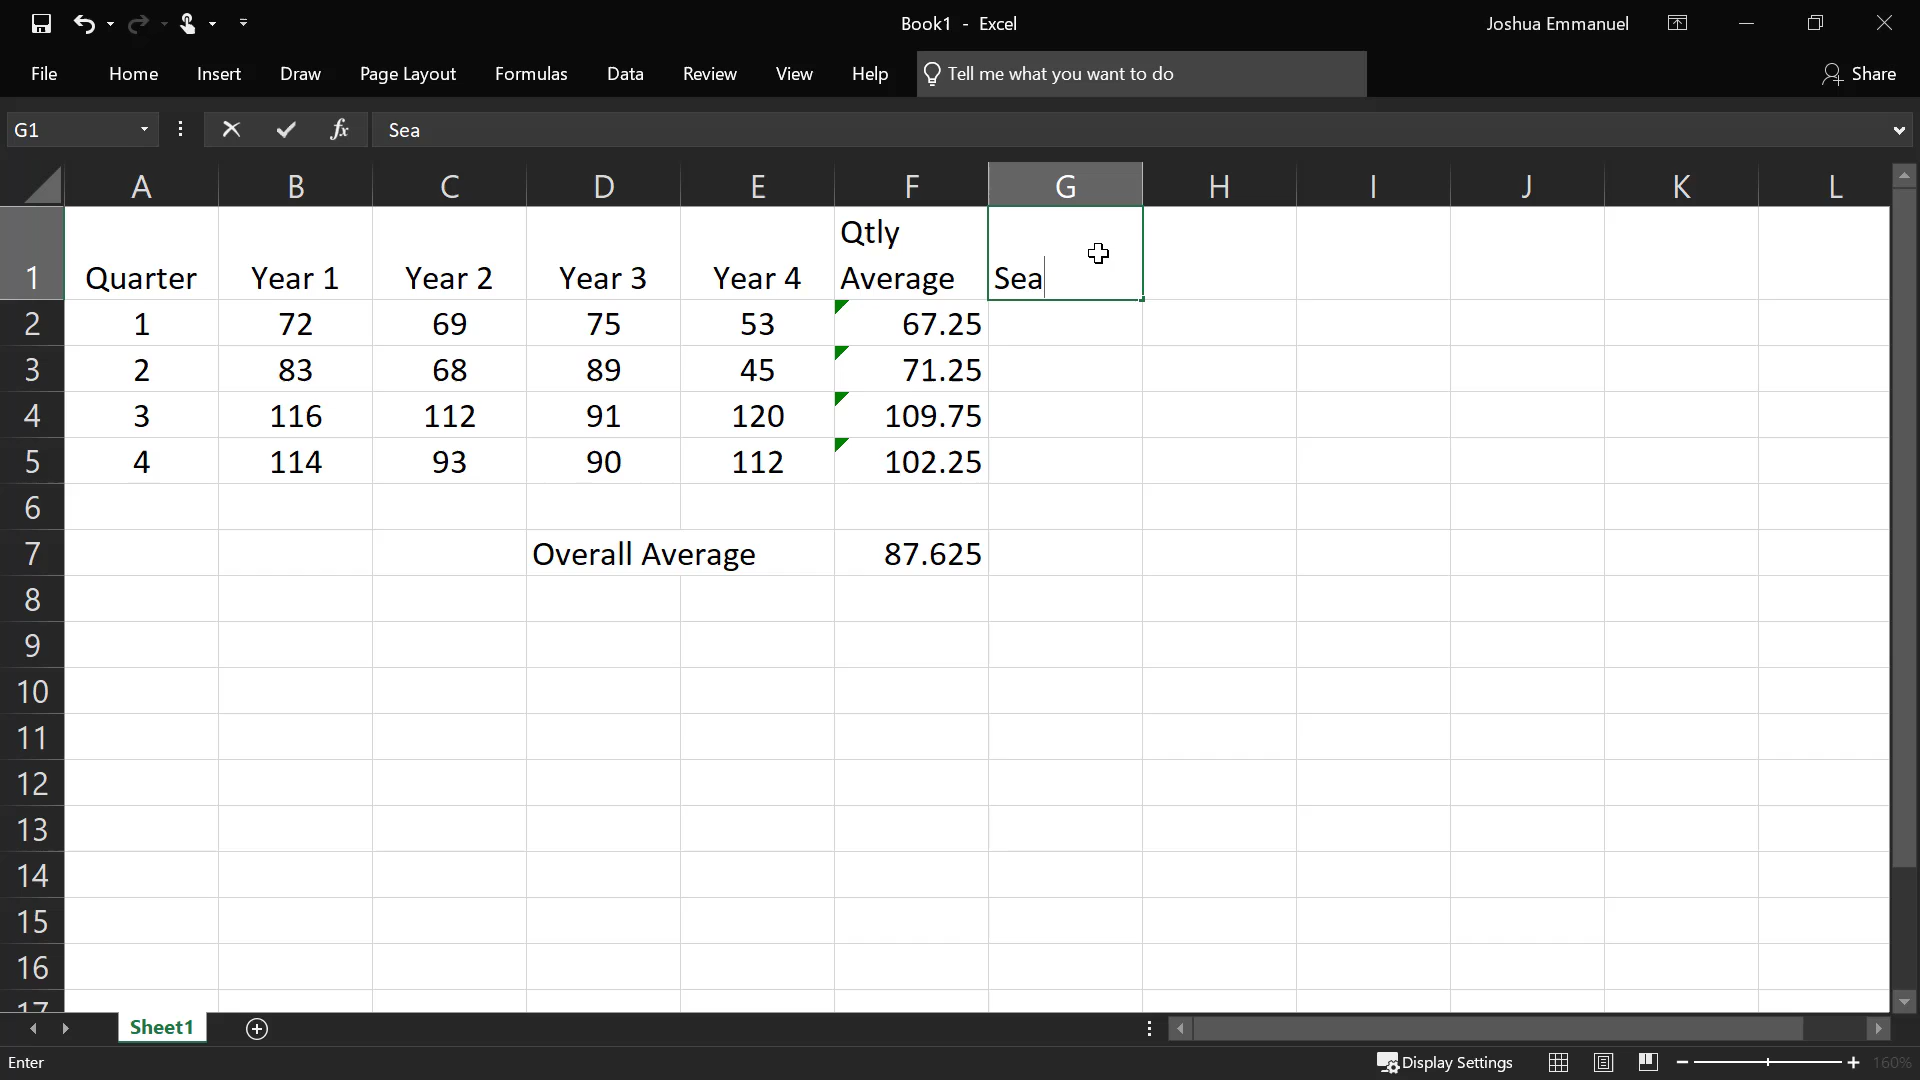 Book1 - Excel
Joshua Emmanuel
File Home Insert Draw Page Layout Formulas Data Review View Help Tell me what you want to do Share
G1 fx Sea
A B C D E F G H I J K L
Qtly
1 Quarter Year 1 Year 2 Year 3 Year 4 Average Sea
2 1 72 69 75 53 67.25
3 2 83 68 89 45 71.25
4 3 116 112 91 120 109.75
5 4 114 93 90 112 102.25
6
7 Overall Average 87.625
8
9
10
11
12
13
14
15
16
17
Sheet1
Enter Display Settings 160%